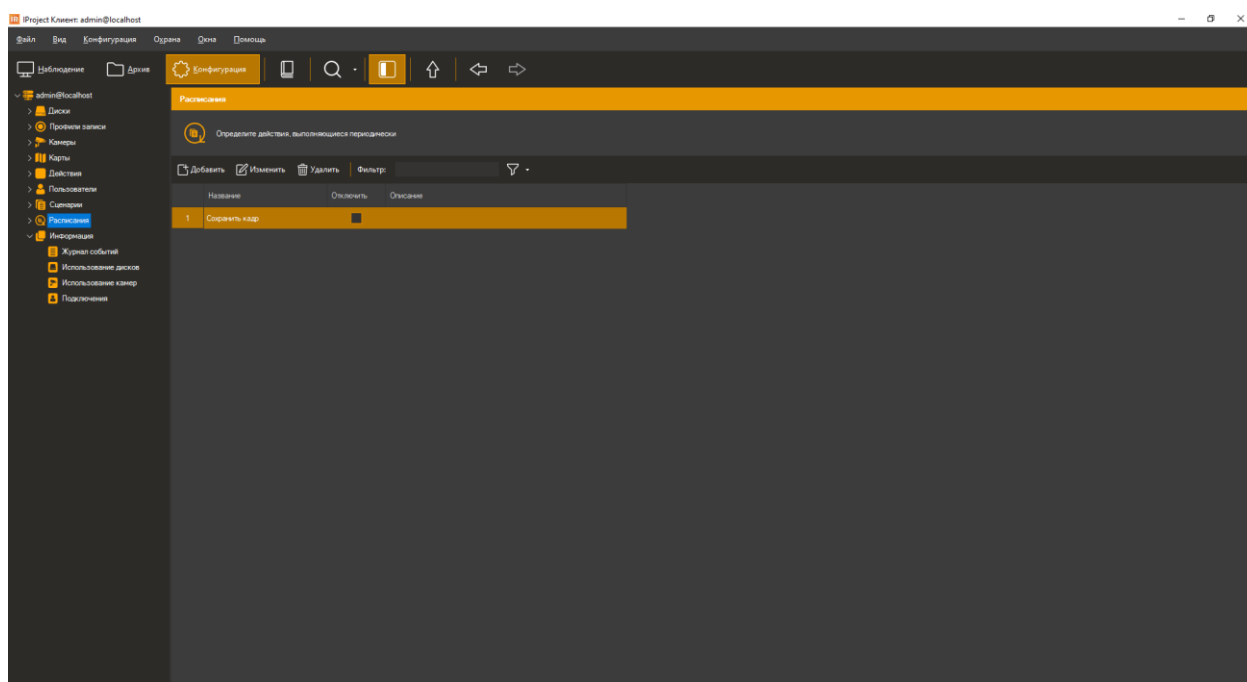 IProject Клиент: admin@localhost
Файл Вид Конфигурация Охрана Окна Помощь
Наблюдение Архив Конфигурация
admin@localhost
Диски
Профили записи
Камеры
Карты
Действия
Пользователи
Сценарии
Расписания
Информация
Журнал событий
Использование дисков
Использование камер
Подключения
Расписания
Определите действия, выполняющиеся периодически
Добавить Изменить Удалить Фильтр:
Название Отключить Описание
1 Сохранить кадр